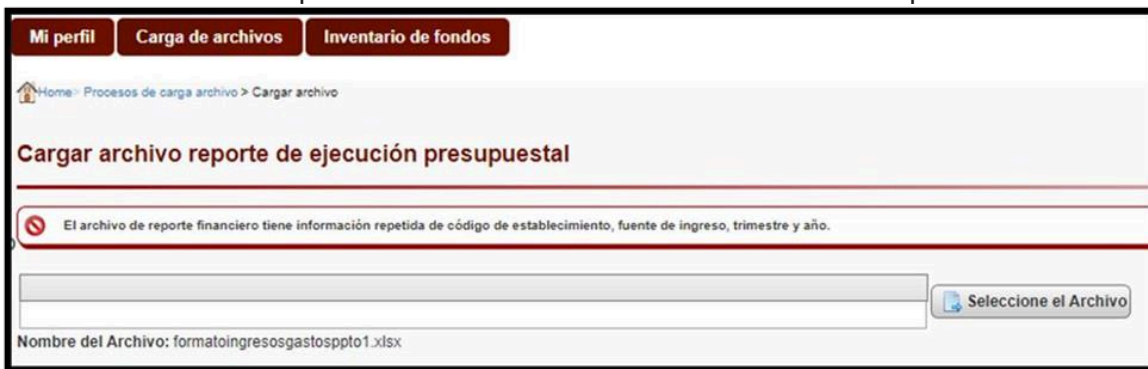 Mi perfil Carga de archivos Inventario de fondos
Home> Procesos de carga archivo > Cargar archivo
Cargar archivo reporte de ejecución presupuestal
El archivo de reporte financiero tiene información repetida de código de establecimiento, fuente de ingreso, trimestre y año.
Seleccione el Archivo
Nombre del Archivo: formatoingresosgastosppto1.xlsx